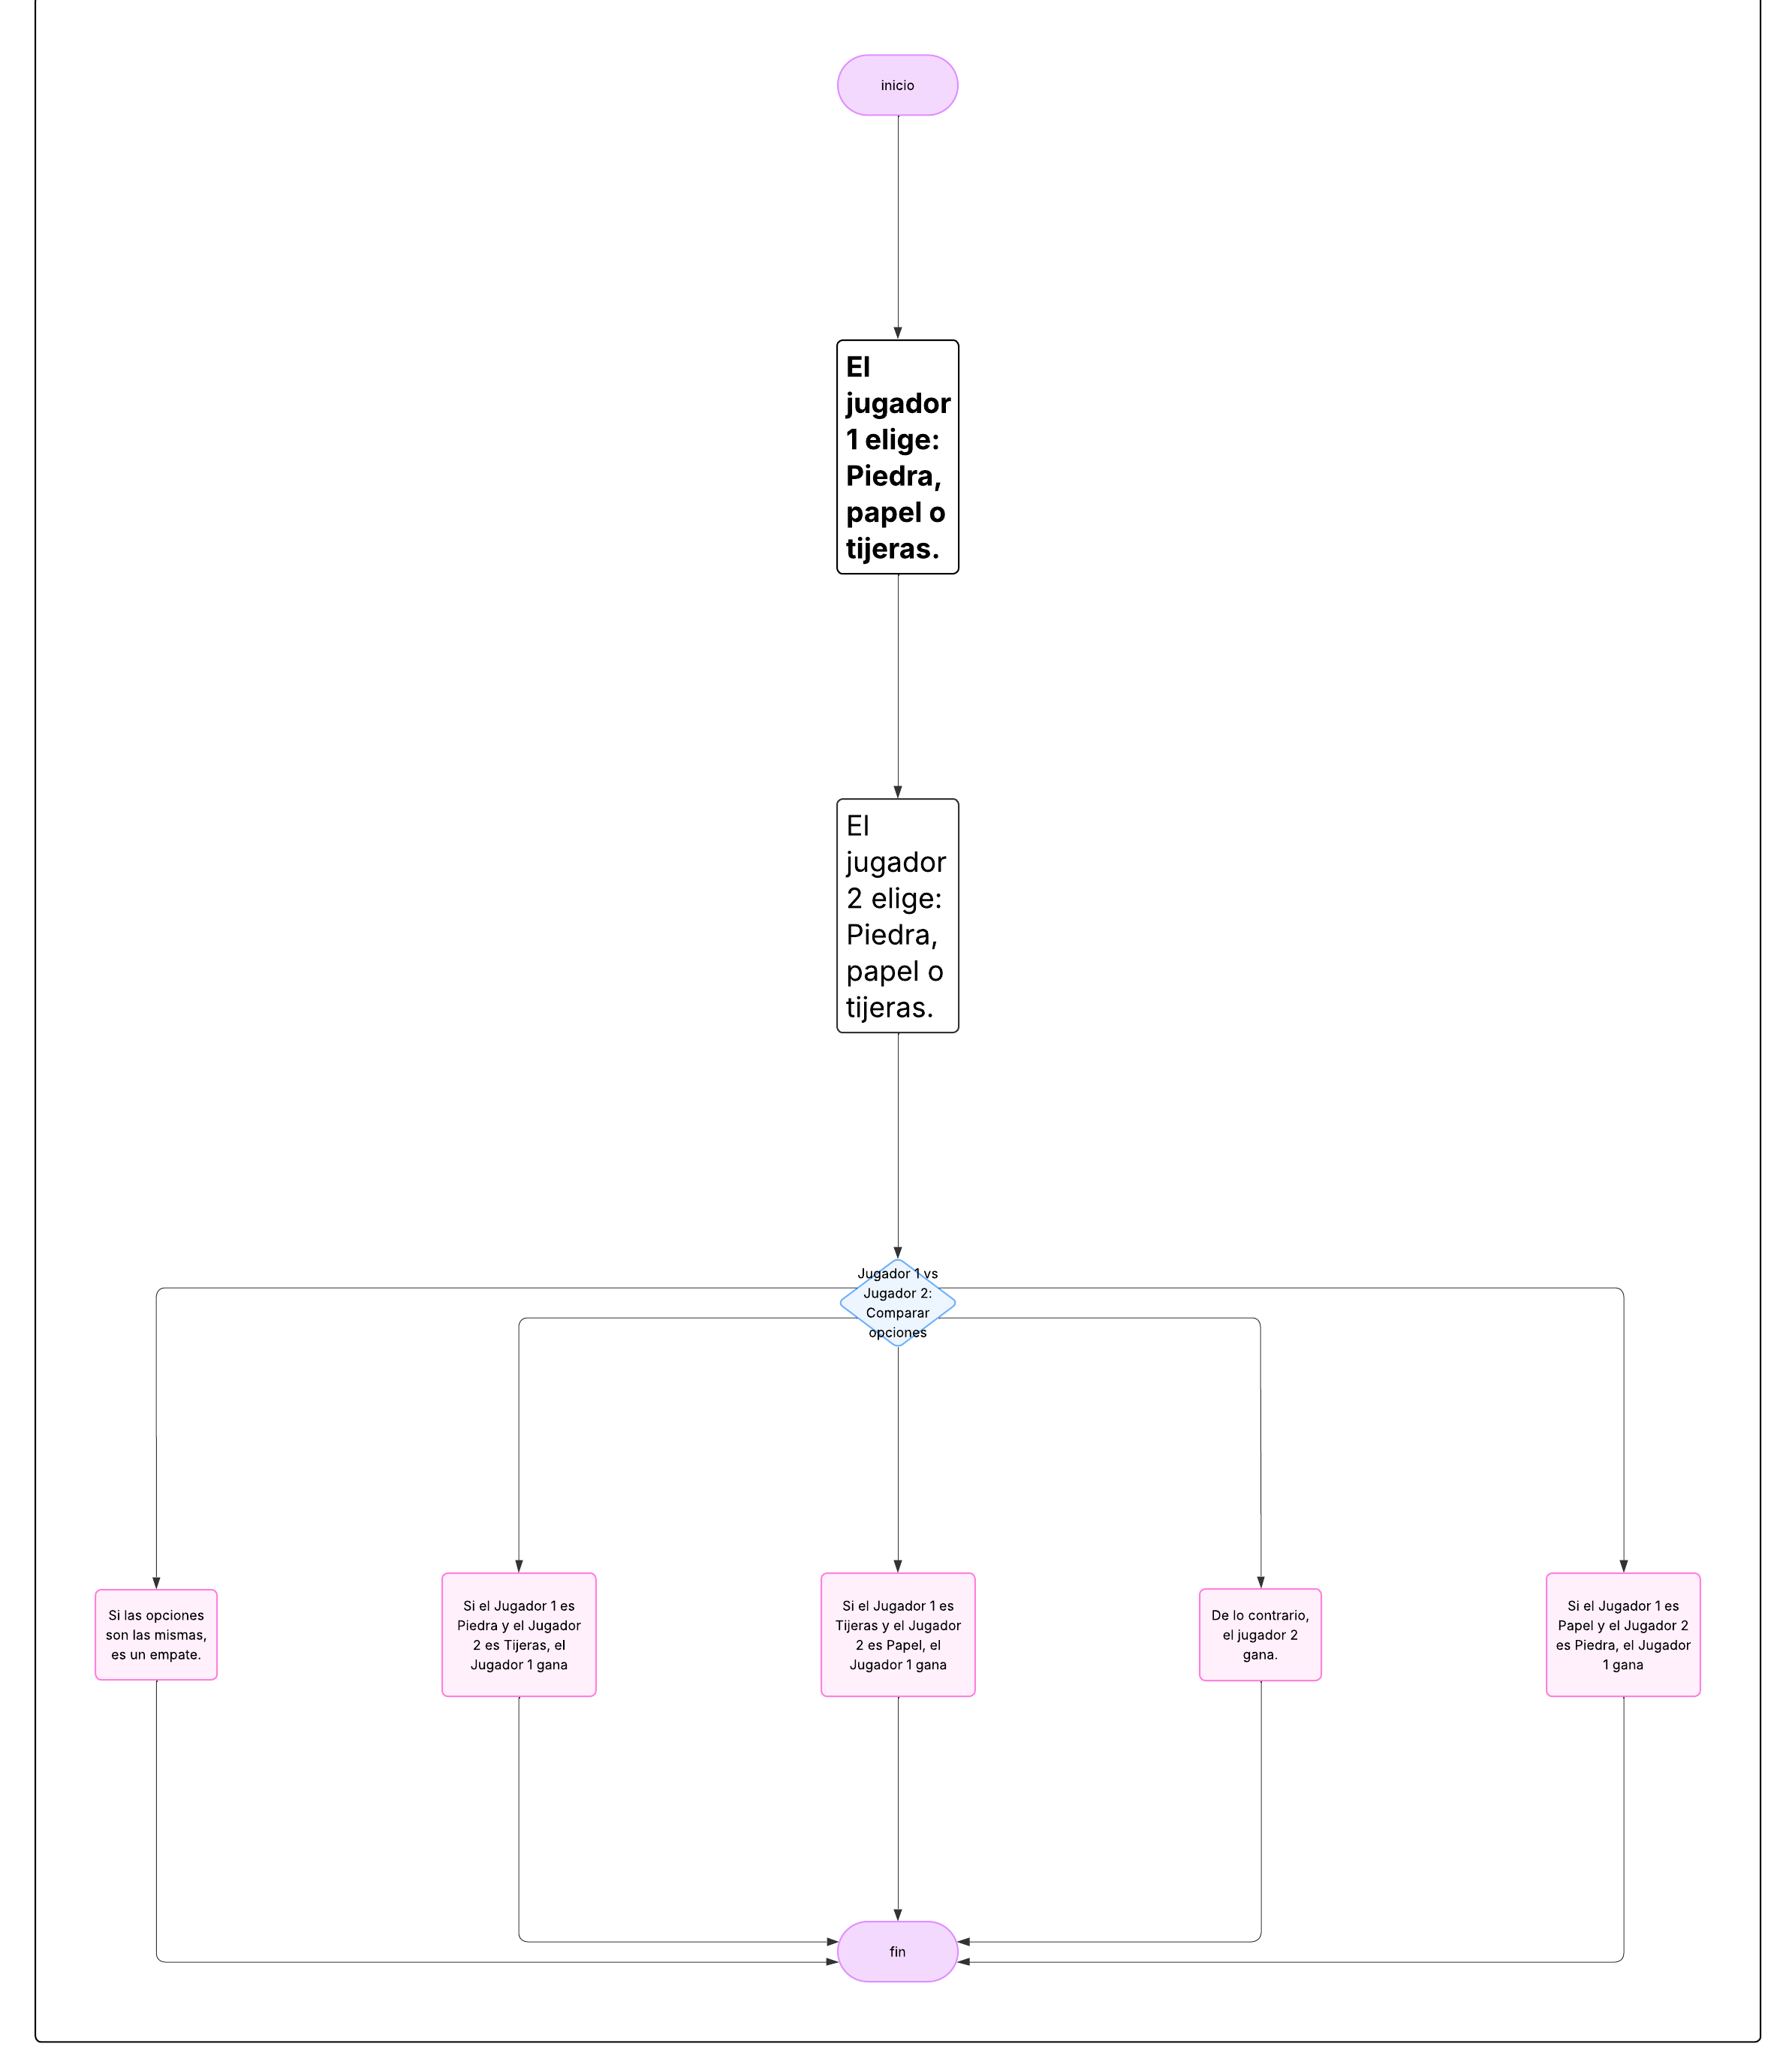 inicio
El
jugador
1 elige:
Piedra,
papel o
tijeras.
El
jugador
2 elige:
Piedra,
papel o
tijeras.
Jugador 1 vs
Jugador 2:
Comparar
opciones
Si las opciones
son las mismas,
es un empate.
Si el Jugador 1 es
Piedra y el Jugador
2 es Tijeras, el
Jugador 1 gana
Si el Jugador 1 es
Tijeras y el Jugador
2 es Papel, el
Jugador 1 gana
De lo contrario,
el jugador 2
gana.
Si el Jugador 1 es
Papel y el Jugador 2
es Piedra, el Jugador
1 gana
fin